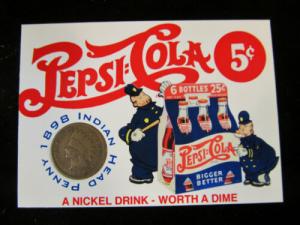 PEPSI:COLA
5¢
6 BOTTLES 25¢
PEPSI:COLA
BIGGER
BETTER
1898 INDIAN HEAD PENNY
A NICKEL DRINK - WORTH A DIME